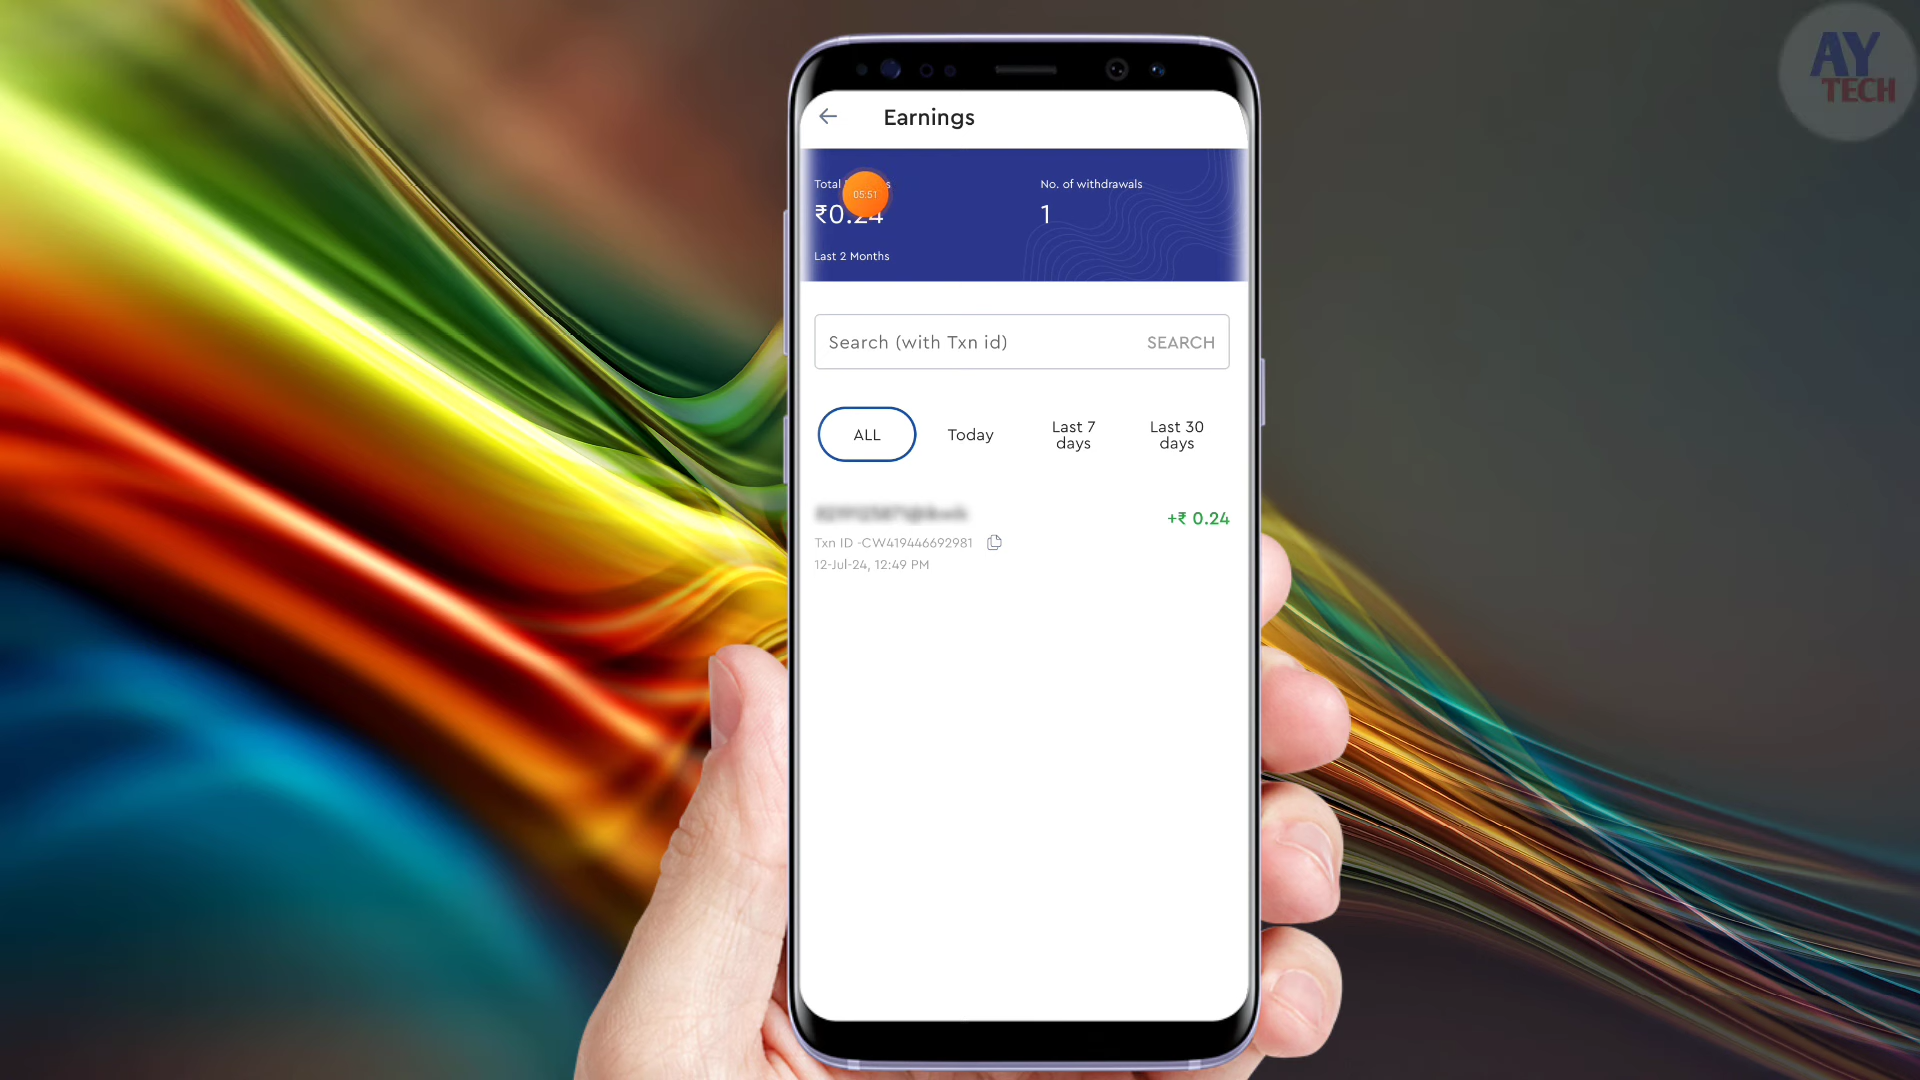 AY
TECH
Earnings
Total
No. of withdrawals
05:51
₹0.24
1
Last 2 Months
Search (with Txn id)
SEARCH
ALL
Today
Last 7
days
Last 30
days
+₹ 0.24
Txn ID -CW419446692981
12-Jul-24, 12:49 PM